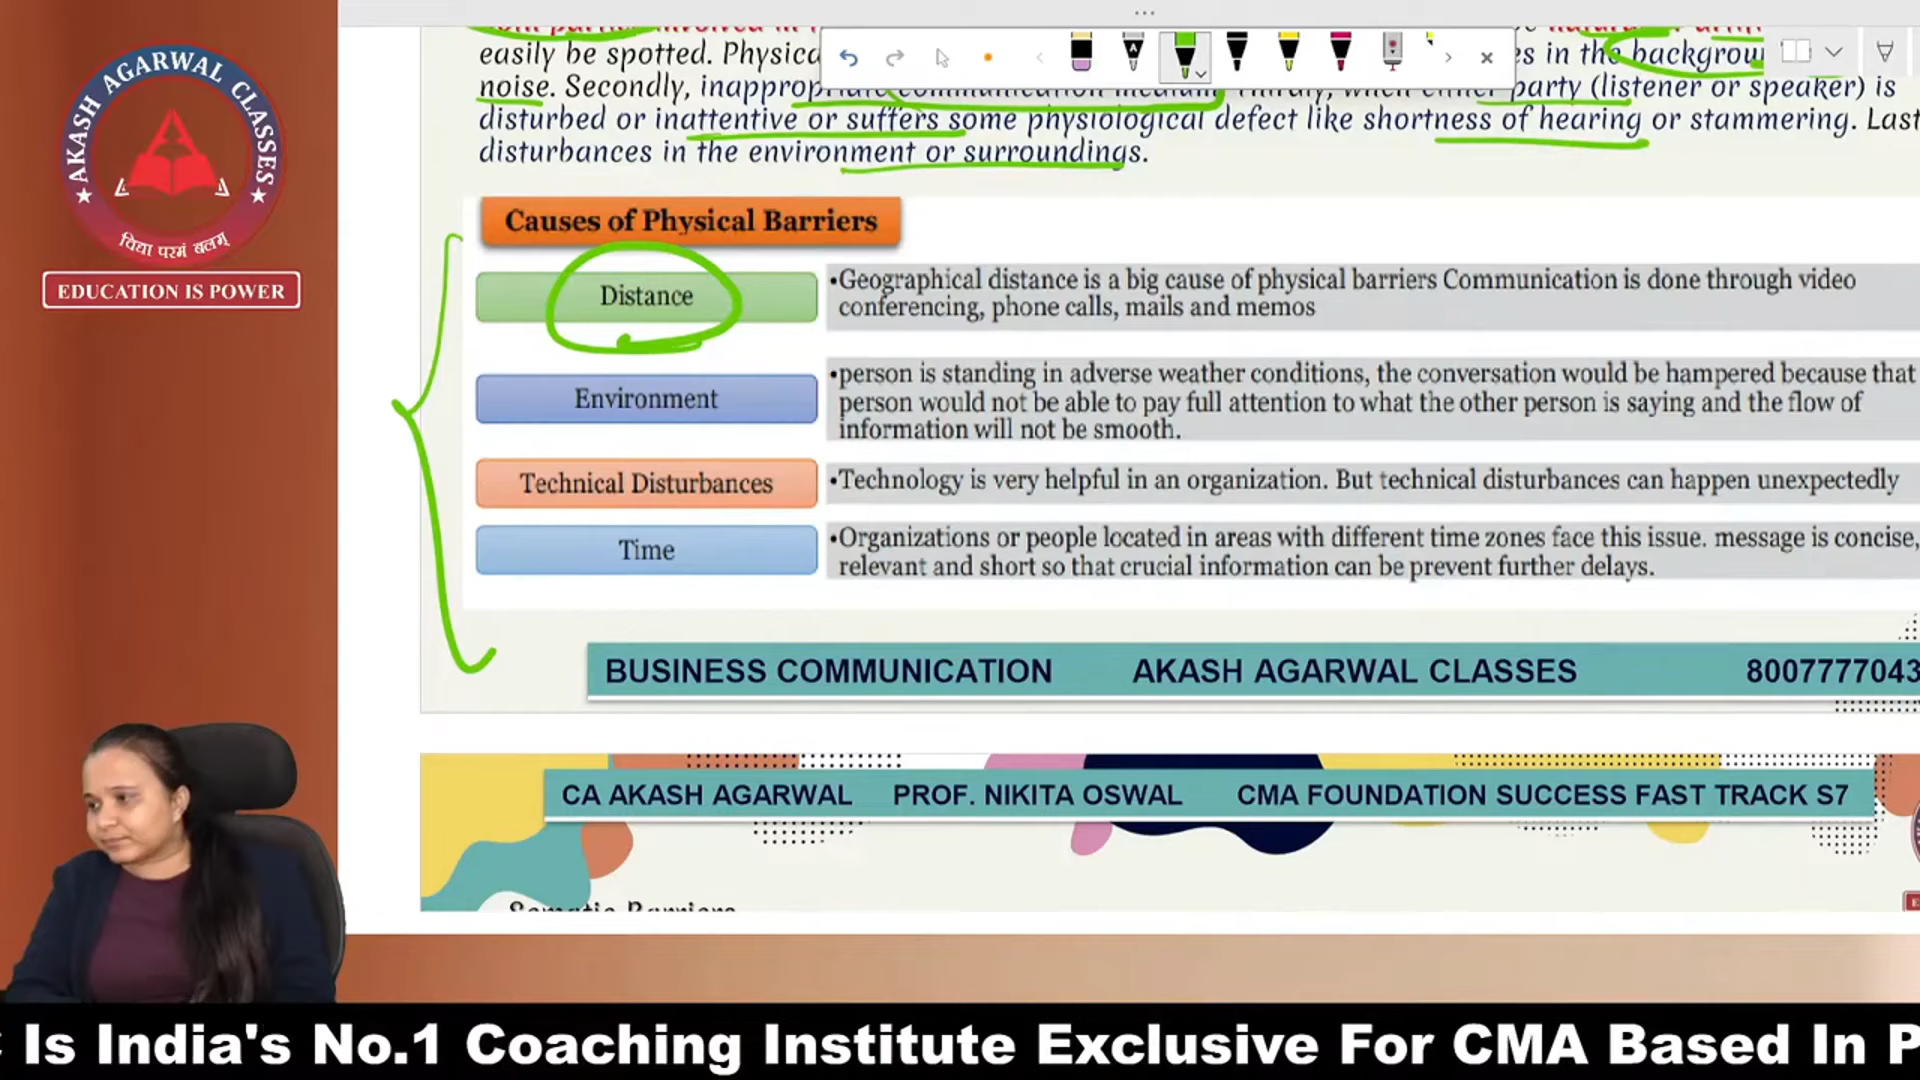 AKASH AGARWAL CLASSES
विद्या परमं बलम्
EDUCATION IS POWER
easily be spotted.
in the
noise. Secondly, inappropriate communication medium. Thirdly, when either party (listener or speaker) is
disturbed or inattentive or suffers some physiological defect like shortness of hearing or stammering.
disturbances in the environment or surroundings.
Causes of Physical Barriers
Distance
•Geographical distance is a big cause of physical barriers Communication is done through video
conferencing, phone calls, mails and memos
Environment
•person is standing in adverse weather conditions, the conversation would be hampered because that
person would not be able to pay full attention to what the other person is saying and the flow of
information will not be smooth.
Technical Disturbances
•Technology is very helpful in an organization. But technical disturbances can happen unexpectedly
Time
•Organizations or people located in areas with different time zones face this issue. message is concise,
relevant and short so that crucial information can be prevent further delays.
BUSINESS COMMUNICATION AKASH AGARWAL CLASSES 8007777043
CA AKASH AGARWAL PROF. NIKITA OSWAL CMA FOUNDATION SUCCESS FAST TRACK S7
Is India's No.1 Coaching Institute Exclusive For CMA Based In